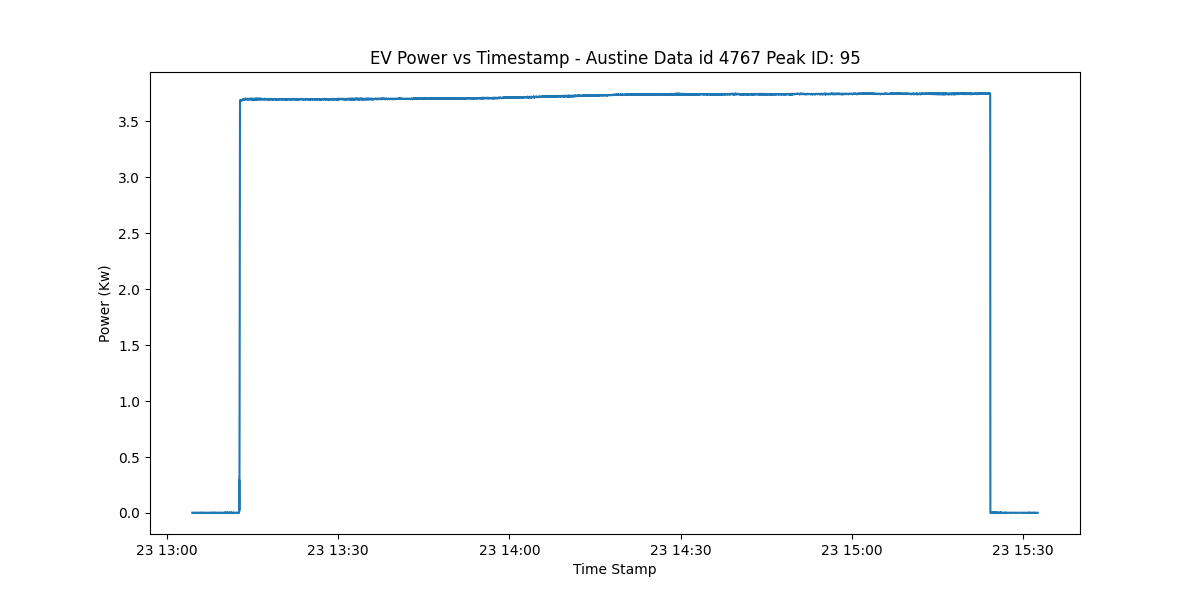 EV Power vs Timestamp - Austine Data id 4767 Peak ID: 95
3.5
3.0
2.5
2.0
1.5
1.0
0.5
0.0
Power (Kw)
23 13:00 23 13:30 23 14:00 23 14:30 23 15:00 23 15:30
Time Stamp